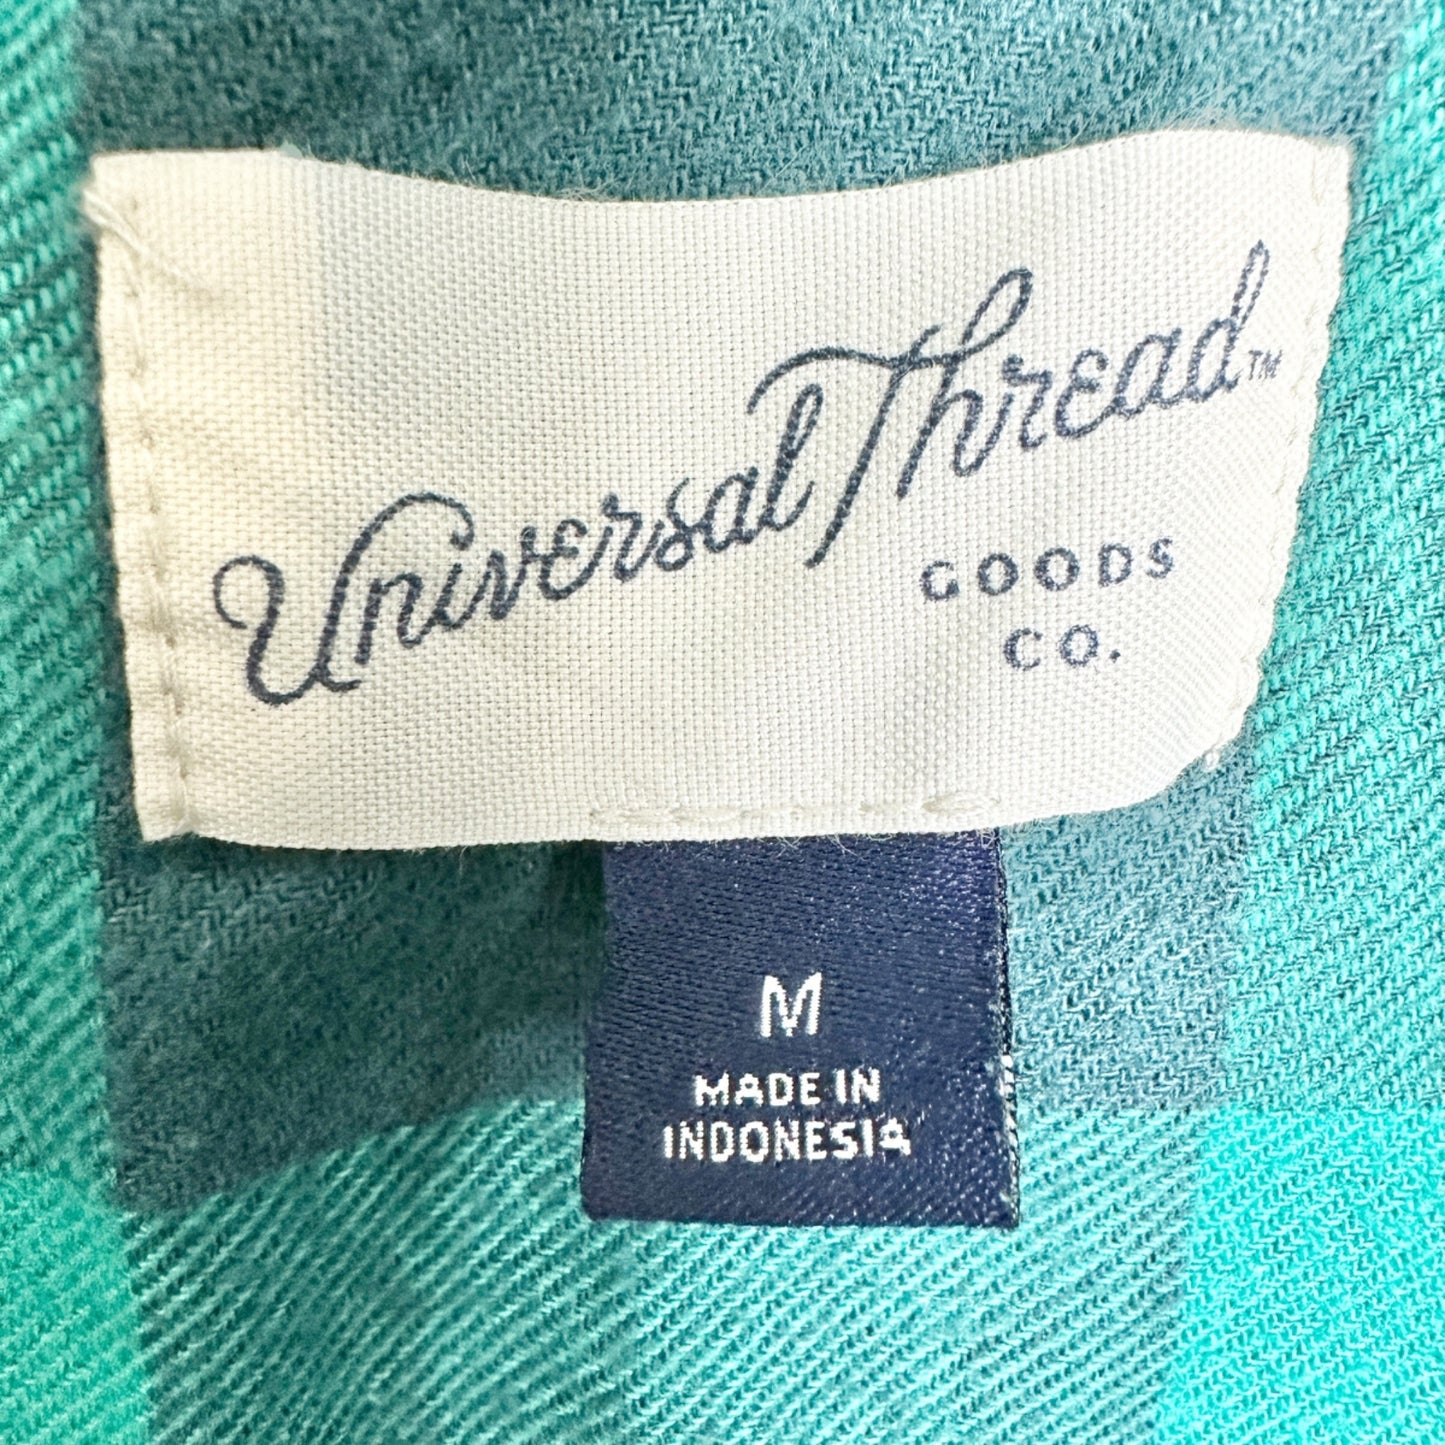 Universal Thread™
GOODS
CO.
M
MADE IN
INDONESIA